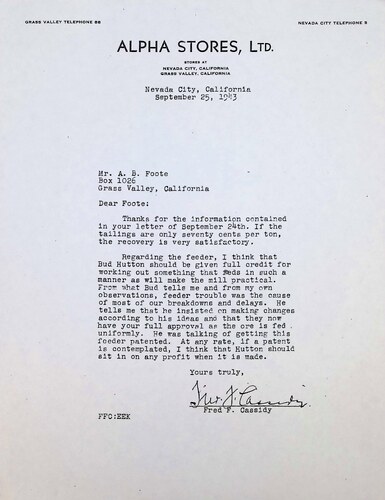 GRASS VALLEY TELEPHONE 88
NEVADA CITY TELEPHONE 5
ALPHA STORES, LTD.
STORES AT
NEVADA CITY, CALIFORNIA
GRASS VALLEY, CALIFORNIA
Nevada City, California
September 25, 1943
Mr. A. B. Foote
Box 1026
Grass Valley, California
Dear Foote:
Thanks for the information contained
in your letter of September 24th. If the
tailings are only seventy cents per ton,
the recovery is very satisfactory.
Regarding the feeder, I think that
Bud Hutton should be given full credit for
working out something that feds in such a
manner as will make the mill practical.
From what Bud tells me and from my own
observations, feeder trouble was the cause
of most of our breakdowns and delays. He
tells me that he insisted on making changes
according to his ideas and that they now
have your full approval as the ore is fed
uniformly. He was talking of getting this
feeder patented. At any rate, if a patent
is contemplated, I think that Hutton should
sit in on any profit when it is made.
Yours truly,
Fred F. Cassidy
Fred F. Cassidy
FFC:EEK